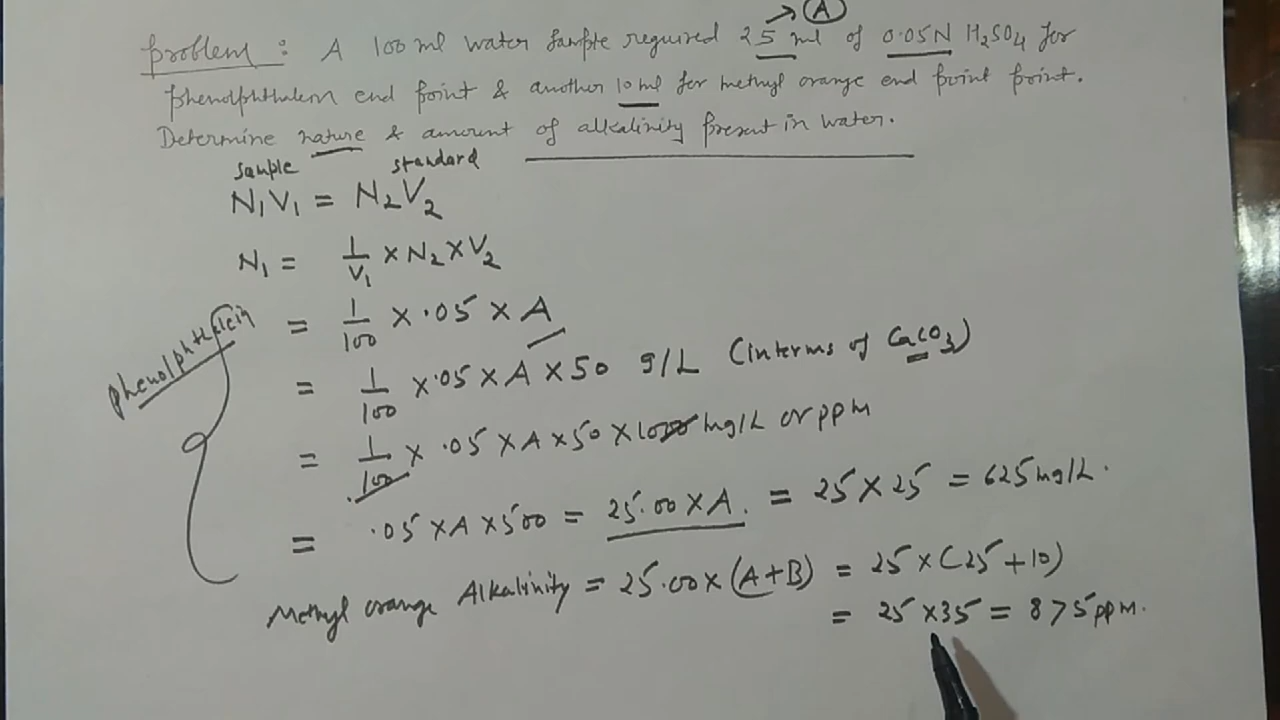 A
problem : A 100 ml water sample required 25 ml of 0.05N H₂SO₄ for
phenolphthalein end point & another 10 ml for methyl orange end point point.
Determine nature & amount of alkalinity present in water.
sample standard
N₁V₁ = N₂V₂
N₁ = 1/V₁ × N₂ × V₂
phenolphthlein
= 1/100 × .05 × A
= 1/100 × .05 × A × 50 g/L (interms of CaCO₃)
= 1/100 × .05 × A × 50 × 1000 mg/L or ppm
= .05 × A × 500 = 25.00 × A. = 25 × 25 = 625 mg/L.
Methyl orange Alkalinity = 25.00 × (A+B) = 25 × (25+10)
= 25 × 35 = 875 ppm.